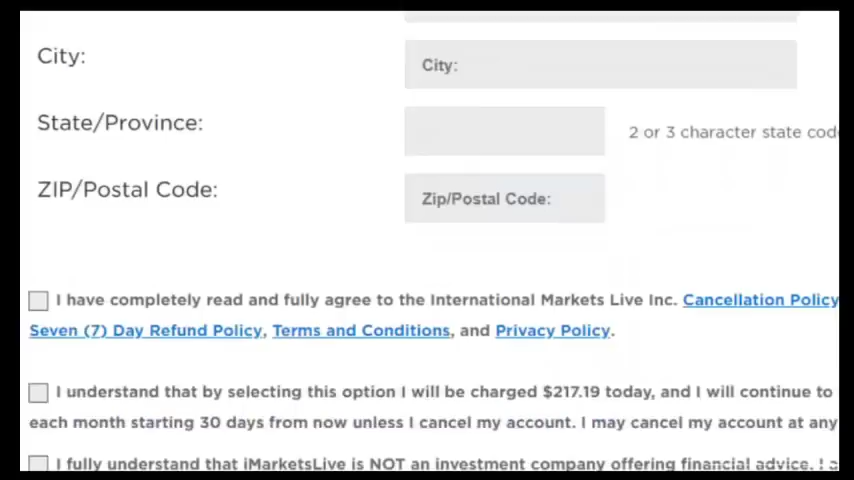 City:
City:
State/Province:
2 or 3 character state
ZIP/Postal Code:
Zip/Postal Code:
I have completely read and fully agree to the International Markets Live Inc. Cancellation Policy
Seven (7) Day Refund Policy, Terms and Conditions, and Privacy Policy.
I understand that by selecting this option I will be charged $217.19 today, and I will continue to
each month starting 30 days from now unless I cancel my account. I may cancel my account at any
I fully understand that iMarketsLive is NOT an investment company offering financial advice. I